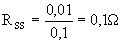 R_SS = 0,01 / 0,1 = 0,1Ω